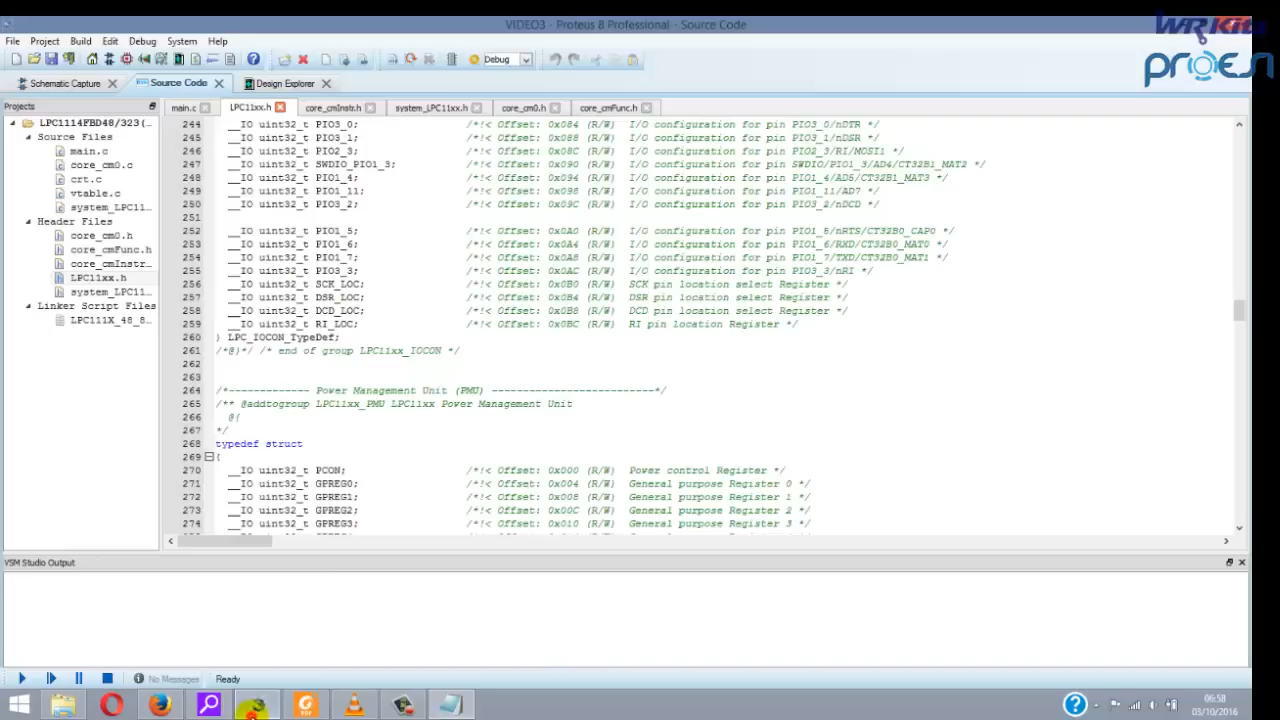 VIDEO3 - Proteus 8 Professional - Source Code
WR Kits
PROESI
File Project Build Edit Debug System Help
Debug
Schematic Capture
Source Code
Design Explorer
Projects
main.c
LPC11xx.h
core_cmInstr.h
system_LPC11xx.h
core_cm0.h
core_cmFunc.h
LPC1114FBD48/323(...
Source Files
main.c
core_cm0.c
crt.c
vtable.c
system_LPC11...
Header Files
core_cm0.h
core_cmFunc.h
core_cmInstr...
LPC11xx.h
system_LPC11...
Linker Script Files
LPC111X_48_8...
244 __IO uint32_t PIO3_0; /*!< Offset: 0x084 (R/W) I/O configuration for pin PIO3_0/nDTR */
245 __IO uint32_t PIO3_1; /*!< Offset: 0x088 (R/W) I/O configuration for pin PIO3_1/nDSR */
246 __IO uint32_t PIO2_3; /*!< Offset: 0x08C (R/W) I/O configuration for pin PIO2_3/RI/MOSI1 */
247 __IO uint32_t SWDIO_PIO1_3; /*!< Offset: 0x090 (R/W) I/O configuration for pin SWDIO/PIO1_3/AD4/CT32B1_MAT2 */
248 __IO uint32_t PIO1_4; /*!< Offset: 0x094 (R/W) I/O configuration for pin PIO1_4/AD5/CT32B1_MAT3 */
249 __IO uint32_t PIO1_11; /*!< Offset: 0x098 (R/W) I/O configuration for pin PIO1_11/AD7 */
250 __IO uint32_t PIO3_2; /*!< Offset: 0x09C (R/W) I/O configuration for pin PIO3_2/nDCD */
251
252 __IO uint32_t PIO1_5; /*!< Offset: 0x0A0 (R/W) I/O configuration for pin PIO1_5/nRTS/CT32B0_CAP0 */
253 __IO uint32_t PIO1_6; /*!< Offset: 0x0A4 (R/W) I/O configuration for pin PIO1_6/RXD/CT32B0_MAT0 */
254 __IO uint32_t PIO1_7; /*!< Offset: 0x0A8 (R/W) I/O configuration for pin PIO1_7/TXD/CT32B0_MAT1 */
255 __IO uint32_t PIO3_3; /*!< Offset: 0x0AC (R/W) I/O configuration for pin PIO3_3/nRI */
256 __IO uint32_t SCK_LOC; /*!< Offset: 0x0B0 (R/W) SCK pin location select Register */
257 __IO uint32_t DSR_LOC; /*!< Offset: 0x0B4 (R/W) DSR pin location select Register */
258 __IO uint32_t DCD_LOC; /*!< Offset: 0x0B8 (R/W) DCD pin location select Register */
259 __IO uint32_t RI_LOC; /*!< Offset: 0x0BC (R/W) RI pin location Register */
260 } LPC_IOCON_TypeDef;
261 /*@}*/ /* end of group LPC11xx_IOCON */
262
263
264 /*------------- Power Management Unit (PMU) --------------------------*/
265 /** @addtogroup LPC11xx_PMU LPC11xx Power Management Unit
266 @{
267 */
268 typedef struct
269 {
270 __IO uint32_t PCON; /*!< Offset: 0x000 (R/W) Power control Register */
271 __IO uint32_t GPREG0; /*!< Offset: 0x004 (R/W) General purpose Register 0 */
272 __IO uint32_t GPREG1; /*!< Offset: 0x008 (R/W) General purpose Register 1 */
273 __IO uint32_t GPREG2; /*!< Offset: 0x00C (R/W) General purpose Register 2 */
274 __IO uint32_t GPREG3; /*!< Offset: 0x010 (R/W) General purpose Register 3 */
VSM Studio Output
No Messages
Ready
06:58
03/10/2016